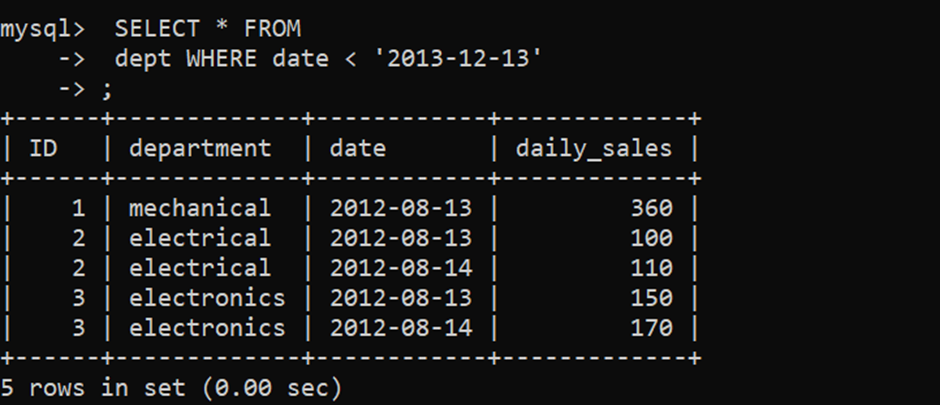 mysql>  SELECT * FROM
    ->  dept WHERE date < '2013-12-13'
    -> ;
+------+-------------+------------+-------------+
| ID   | department  | date       | daily_sales |
+------+-------------+------------+-------------+
|    1 | mechanical  | 2012-08-13 |         360 |
|    2 | electrical  | 2012-08-13 |         100 |
|    2 | electrical  | 2012-08-14 |         110 |
|    3 | electronics | 2012-08-13 |         150 |
|    3 | electronics | 2012-08-14 |         170 |
+------+-------------+------------+-------------+
5 rows in set (0.00 sec)